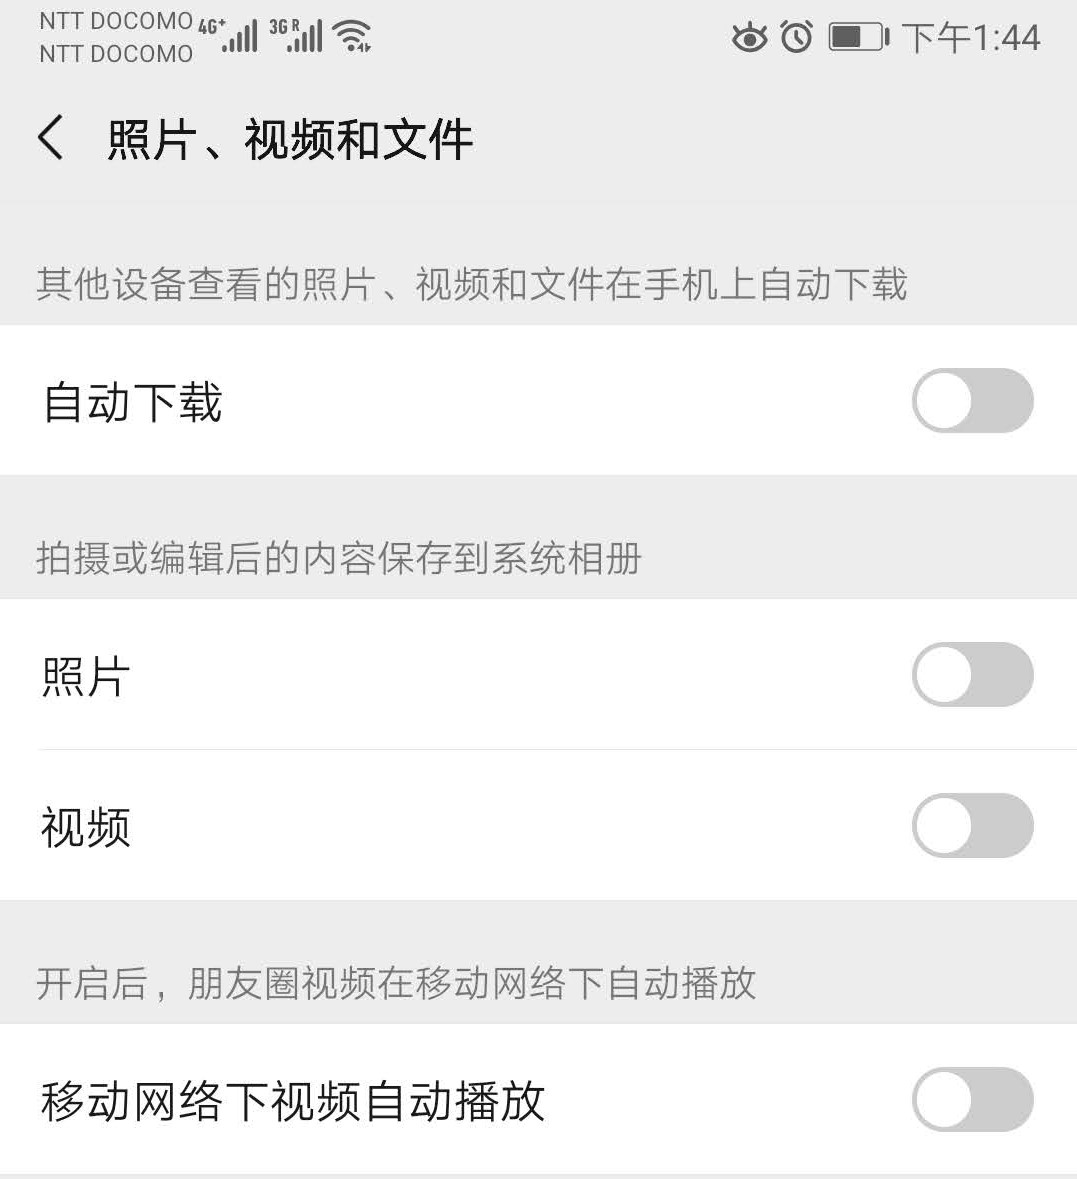 NTT DOCOMO 4G+ 3G R
NTT DOCOMO
下午1:44
照片、视频和文件
其他设备查看的照片、视频和文件在手机上自动下载
自动下载
拍摄或编辑后的内容保存到系统相册
照片
视频
开启后，朋友圈视频在移动网络下自动播放
移动网络下视频自动播放